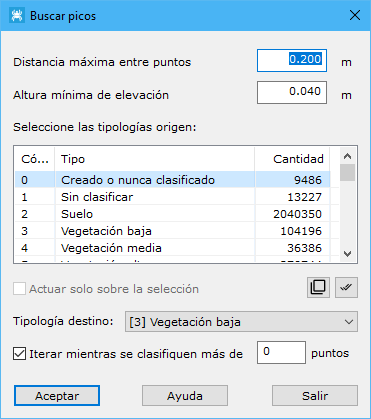 Buscar picos
Distancia máxima entre puntos 0.200 m
Altura mínima de elevación 0.040 m
Seleccione las tipologías origen:
Có... Tipo Cantidad
0 Creado o nunca clasificado 9486
1 Sin clasificar 13227
2 Suelo 2040350
3 Vegetación baja 104196
4 Vegetación media 36386
Actuar solo sobre la selección
Tipología destino: [3] Vegetación baja
Iterar mientras se clasifiquen más de 0 puntos
Aceptar Ayuda Salir